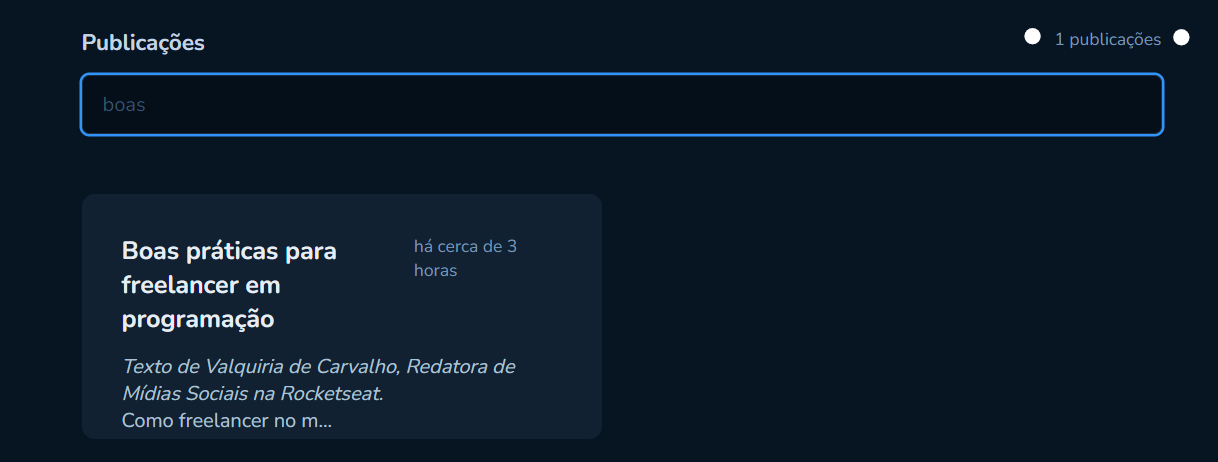 Publicações
1 publicações
boas
Boas práticas para
freelancer em
programação
há cerca de 3
horas
Texto de Valquiria de Carvalho, Redatora de
Mídias Sociais na Rocketseat.
Como freelancer no m...